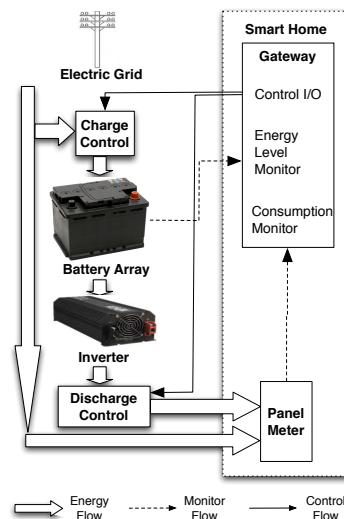 Electric Grid
Smart Home
Gateway
Control I/O
Energy
Level
Monitor
Consumption
Monitor
Charge
Control
Battery Array
Inverter
Discharge
Control
Panel
Meter
Energy
Flow
Monitor
Flow
Control
Flow